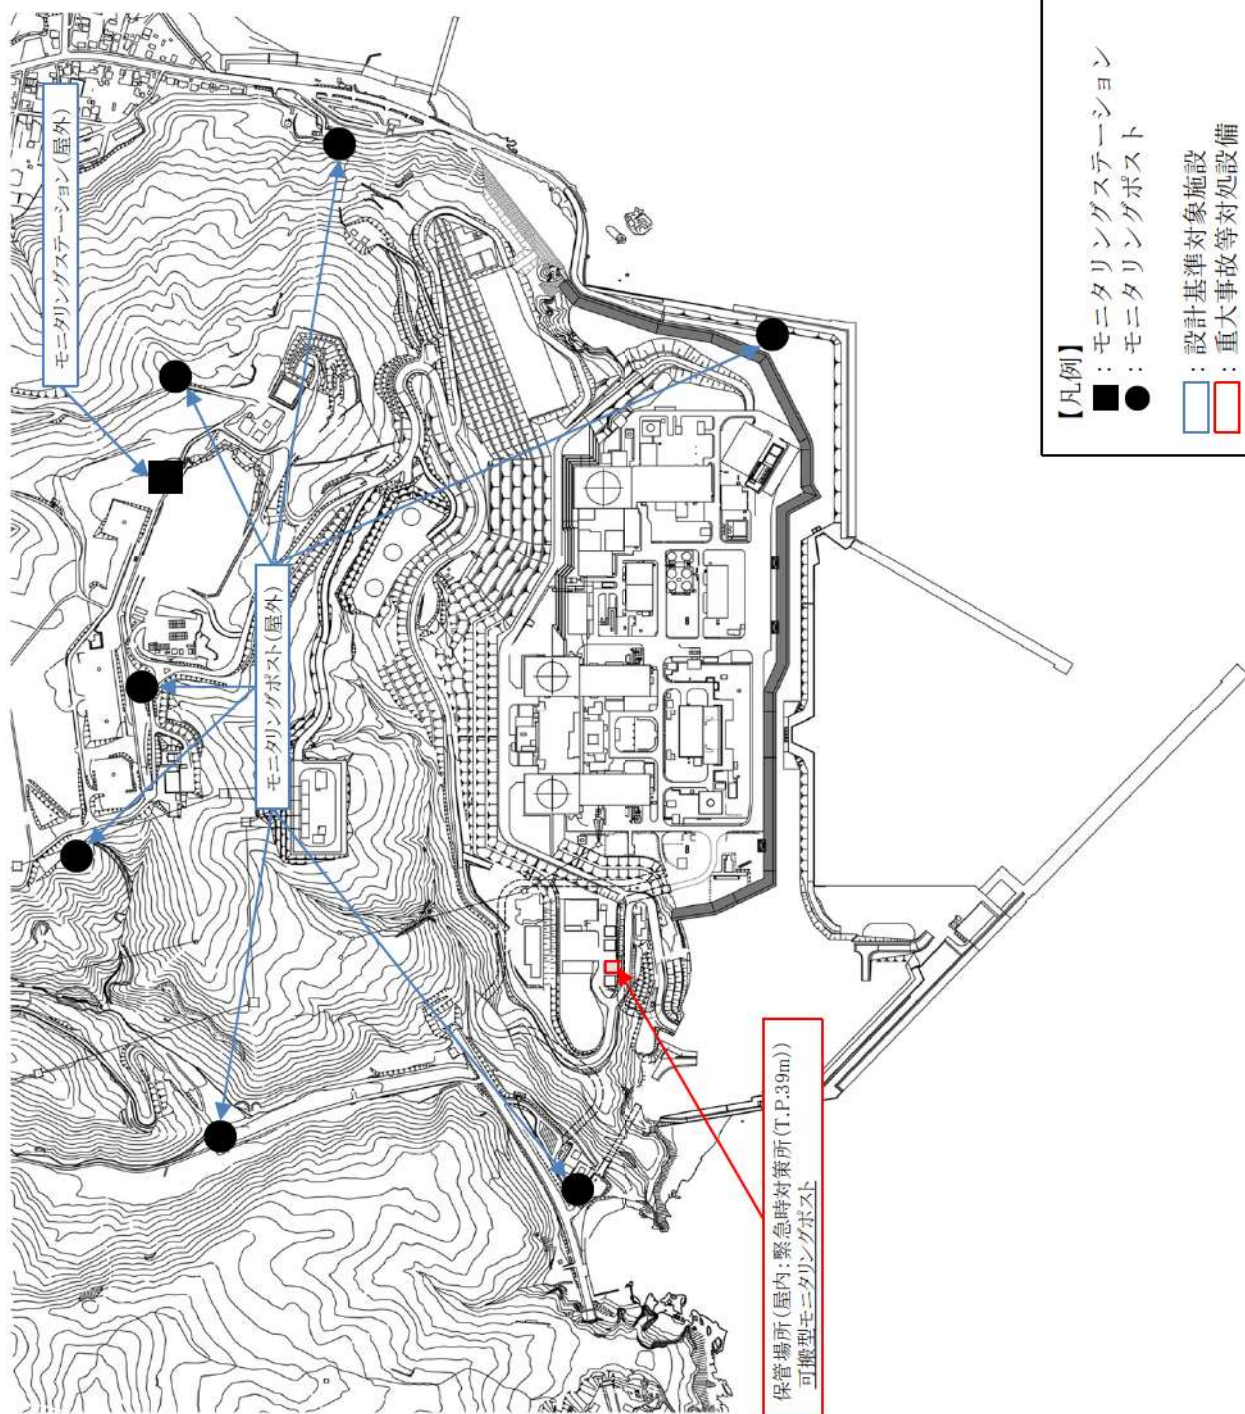 モニタリングステーション(屋外)
モニタリングポスト(屋外)
保管場所(屋内:緊急時対策所(T.P.39m))
可搬型モニタリングポスト
【凡例】
■:モニタリングステーション
●:モニタリングポスト
:設計基準対象施設
:重大事故等対処設備